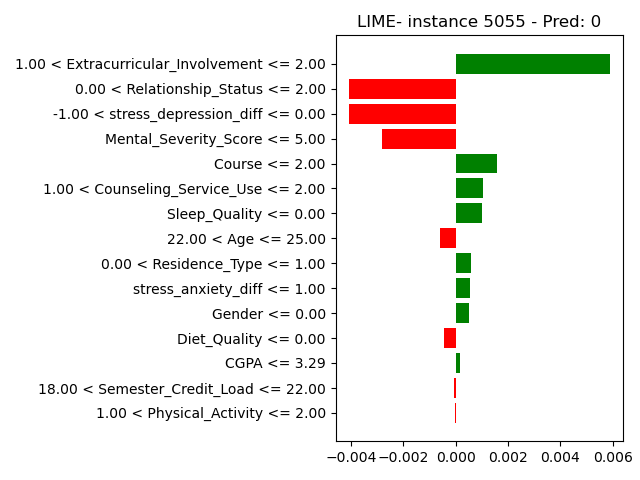 LIME- instance 5055 - Pred: 0
1.00 < Extracurricular_Involvement <= 2.00
0.00 < Relationship_Status <= 2.00
-1.00 < stress_depression_diff <= 0.00
Mental_Severity_Score <= 5.00
Course <= 2.00
1.00 < Counseling_Service_Use <= 2.00
Sleep_Quality <= 0.00
22.00 < Age <= 25.00
0.00 < Residence_Type <= 1.00
stress_anxiety_diff <= 1.00
Gender <= 0.00
Diet_Quality <= 0.00
CGPA <= 3.29
18.00 < Semester_Credit_Load <= 22.00
1.00 < Physical_Activity <= 2.00
−0.004 −0.002 0.000 0.002 0.004 0.006